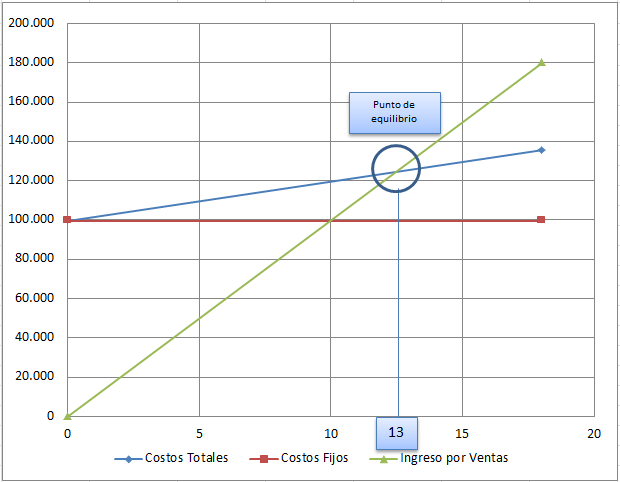 200.000
180.000
160.000
140.000
120.000
100.000
80.000
60.000
40.000
20.000
0
Punto de
equilibrio
0 5 10 13 15 20
Costos Totales Costos Fijos Ingreso por Ventas